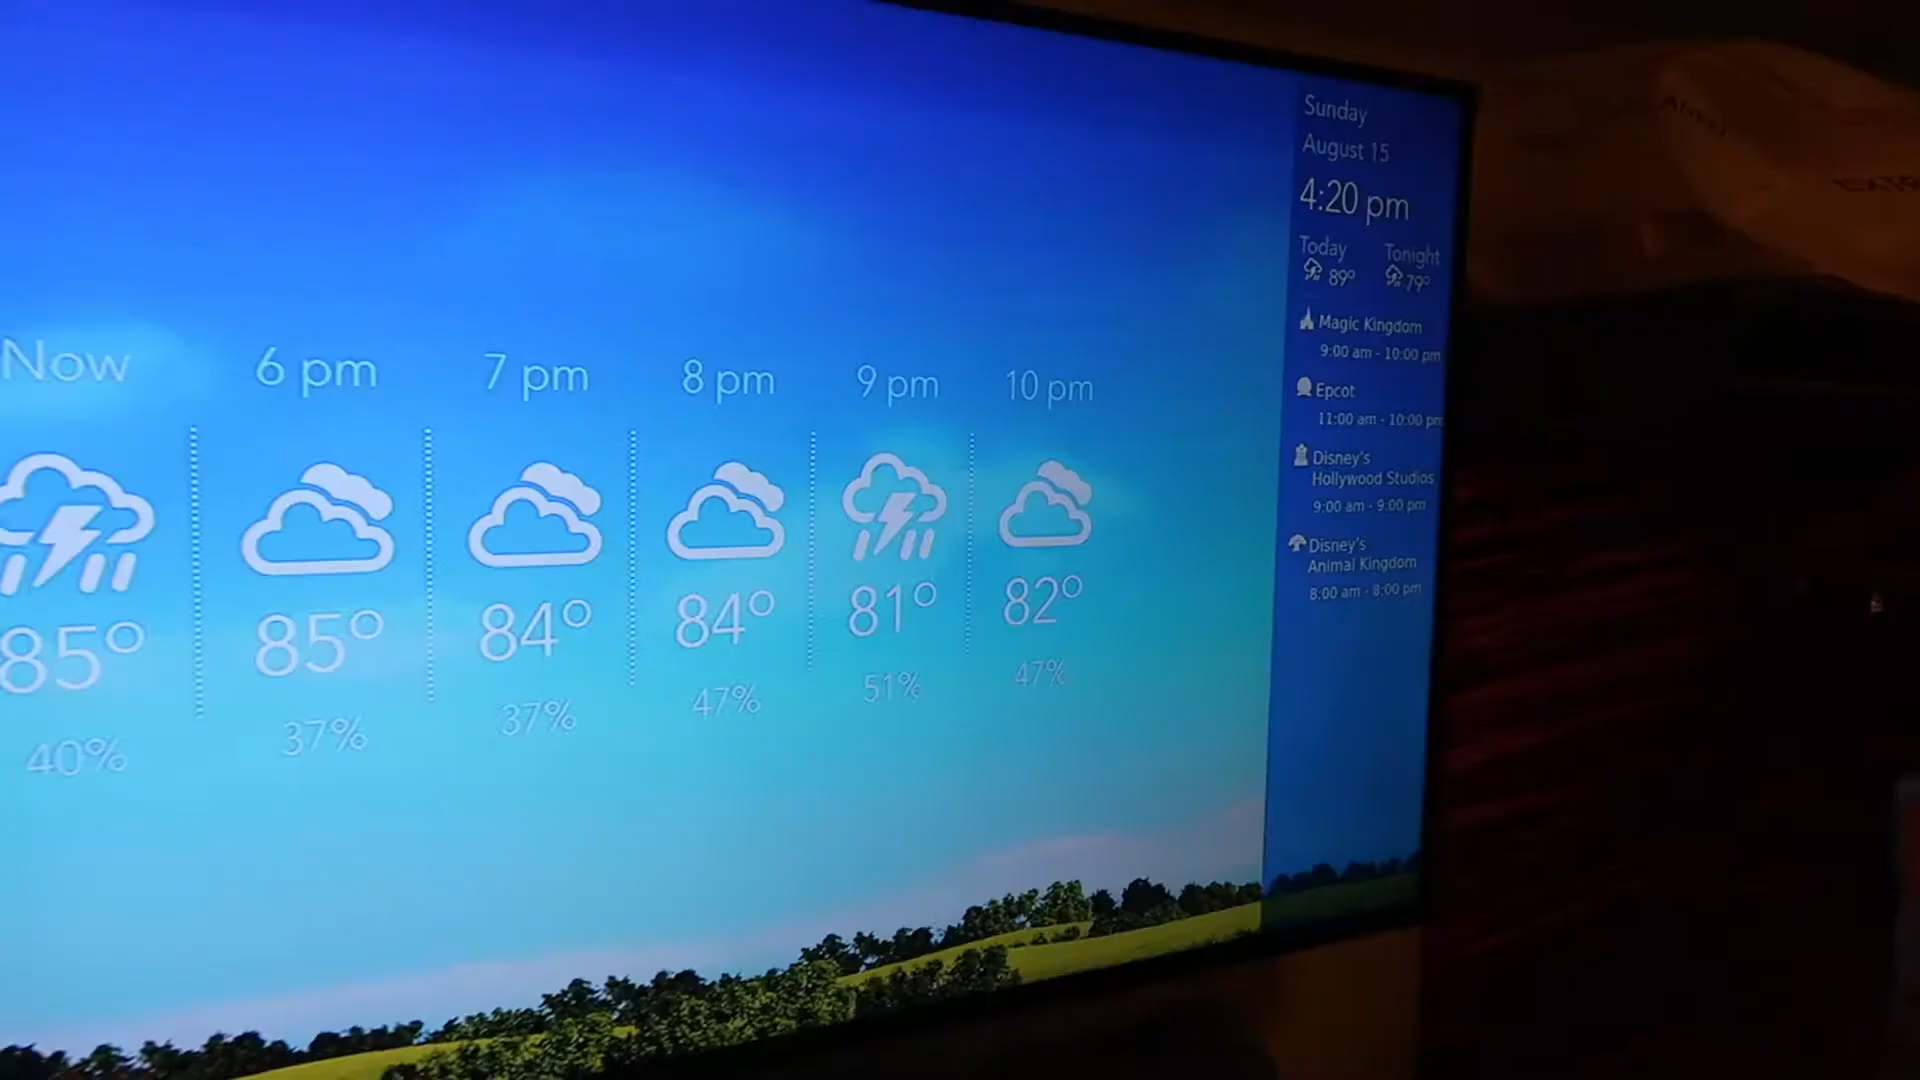 Now
6 pm
7 pm
8 pm
9 pm
10 pm
85°
85°
84°
84°
81°
82°
40%
37%
37%
47%
51%
47%
Sunday
August 15
4:20 pm
Today
Tonight
89°
79°
Magic Kingdom
9:00 am - 10:00 pm
Epcot
11:00 am - 10:00 pm
Disney's
Hollywood Studios
9:00 am - 9:00 pm
Disney's
Animal Kingdom
8:00 am - 8:00 pm